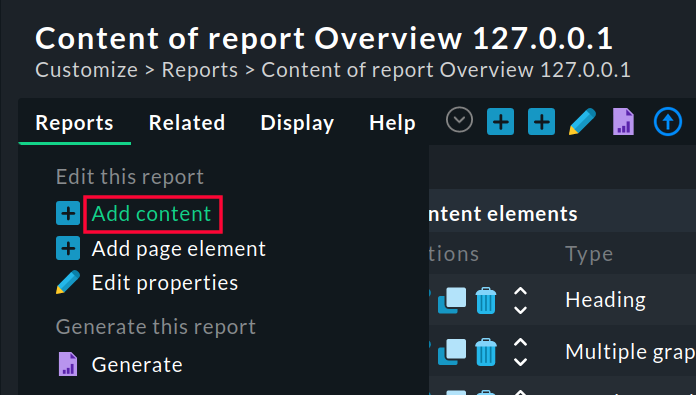 Content of report Overview 127.0.0.1
Customize > Reports > Content of report Overview 127.0.0.1
Reports Related Display Help
Edit this report
Add content
Add page element
Edit properties
Generate this report
Generate
ntent elements
tions Type
Heading
Multiple grap